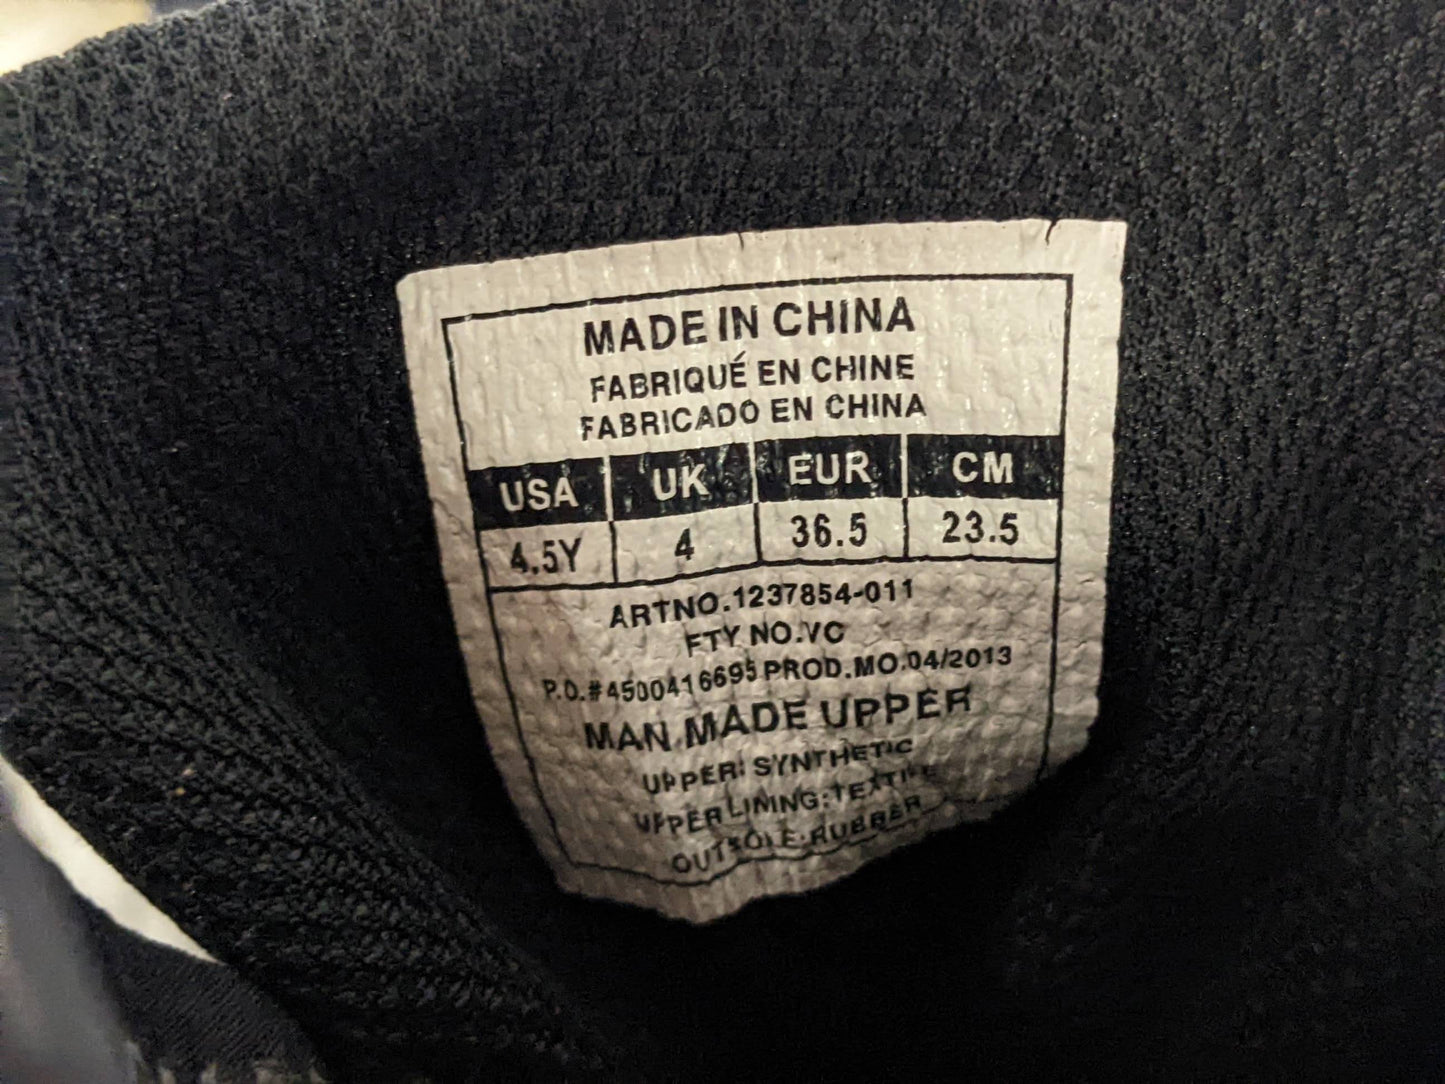 MADE IN CHINA
FABRIQUÉ EN CHINE
FABRICADO EN CHINA
USA UK EUR CM
4.5Y 4 36.5 23.5
ARTNO.1237854-011
FTY NO.VC
P.O.#4500416695 PROD.MO.04/2013
MAN MADE UPPER
UPPER: SYNTHETIC
UPPER LINING:TEXTILE
OUTSOLE:RUBBER